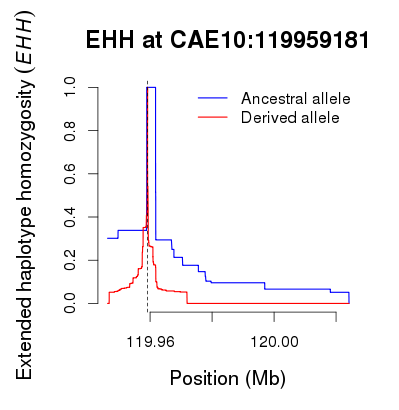 EHH at CAE10:119959181
Extended haplotype homozygosity (EHH)
1.0
0.8
0.6
0.4
0.2
0.0
Ancestral allele
Derived allele
119.96
120.00
Position (Mb)